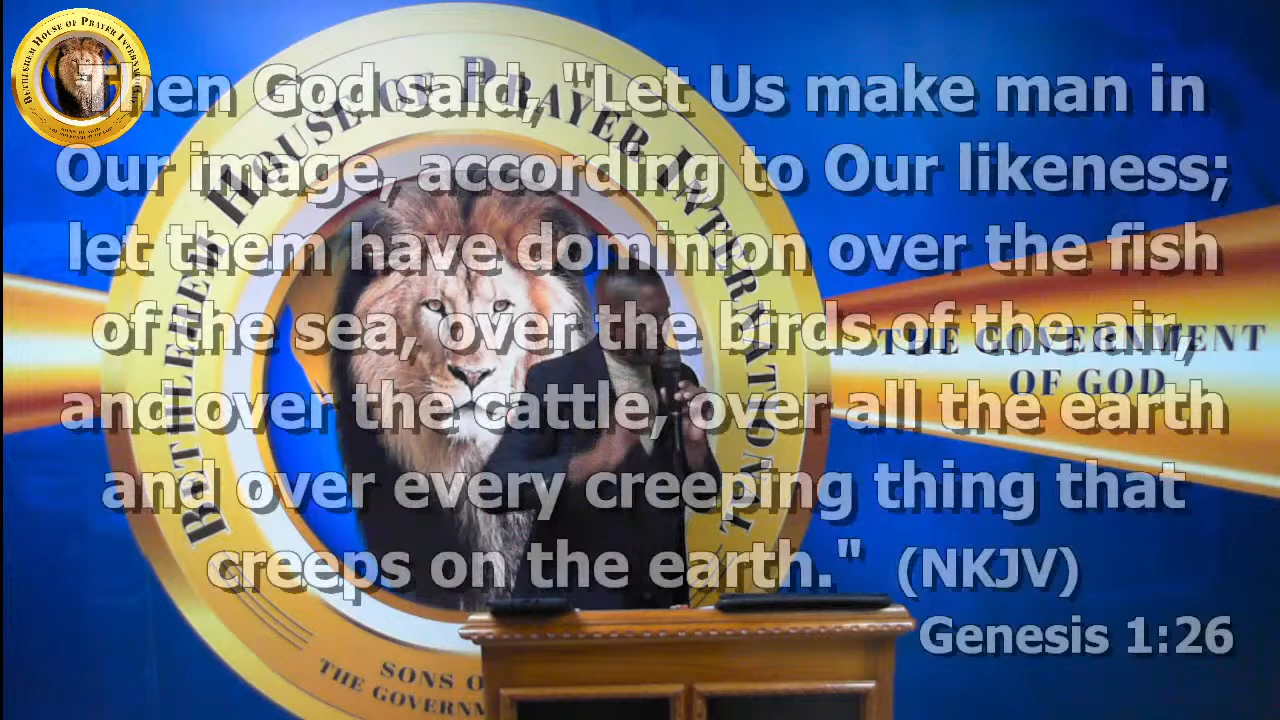 BETHLEHEM HOUSE OF PRAYER INTERNATIONAL
Then God said, "Let Us make man in
Our image, according to Our likeness;
let them have dominion over the fish
of the sea, over the birds of the air,
and over the cattle, over all the earth
and over every creeping thing that
creeps on the earth." (NKJV)
Genesis 1:26
THE GOVERNMENT
OF GOD
SONS O
THE GOVERNM